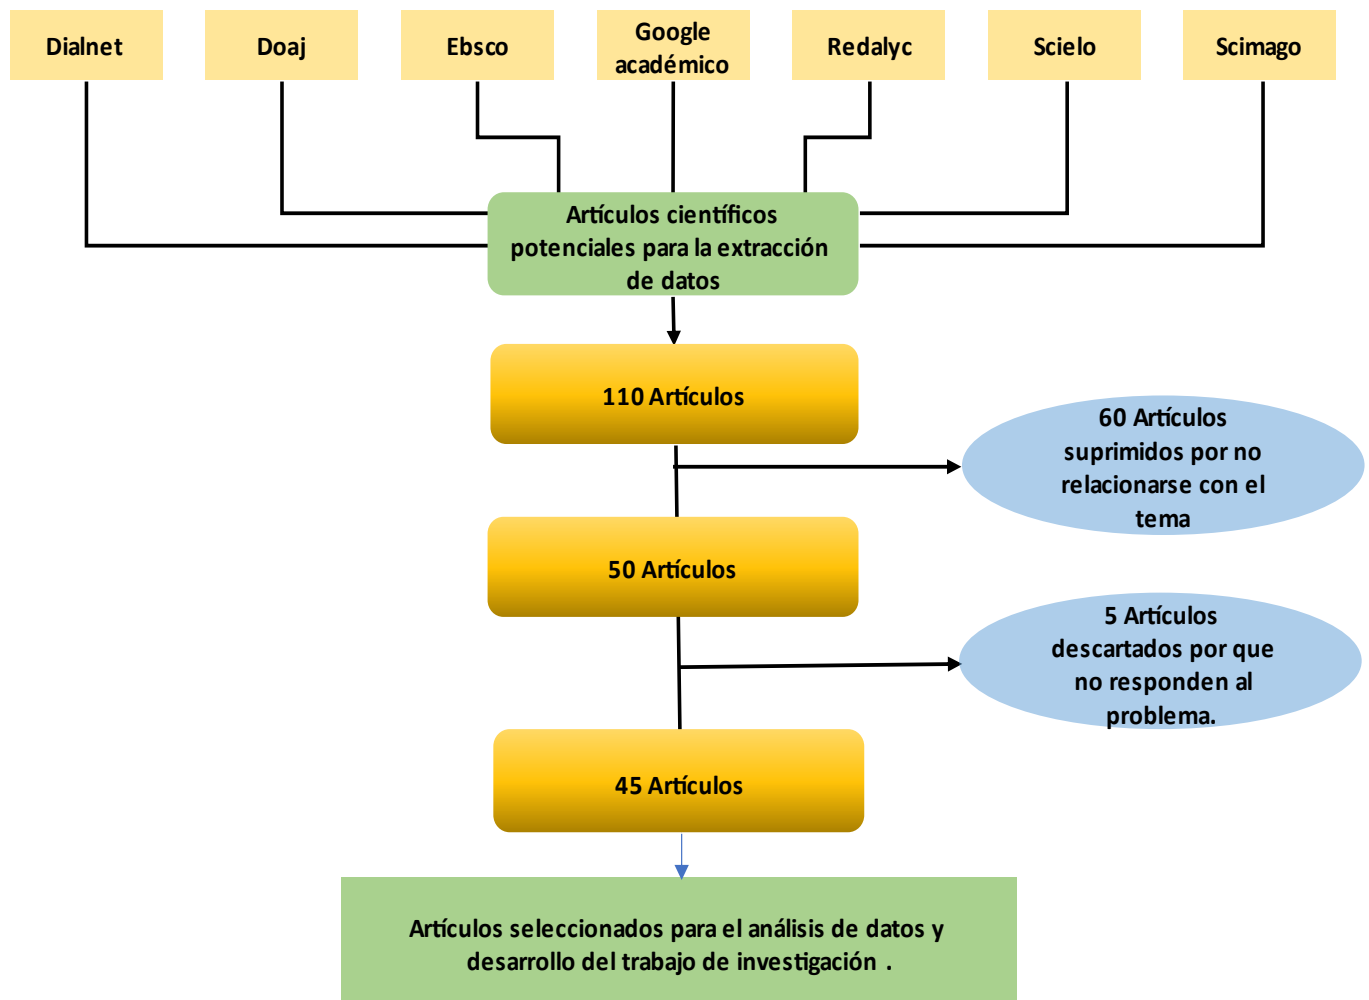 Dialnet
Doaj
Ebsco
Google
académico
Redalyc
Scielo
Scimago
Artículos científicos
potenciales para la extracción
de datos
110 Artículos
60 Artículos
suprimidos por no
relacionarse con el
tema
50 Artículos
5 Artículos
descartados por que
no responden al
problema.
45 Artículos
Artículos seleccionados para el análisis de datos y
desarrollo del trabajo de investigación .